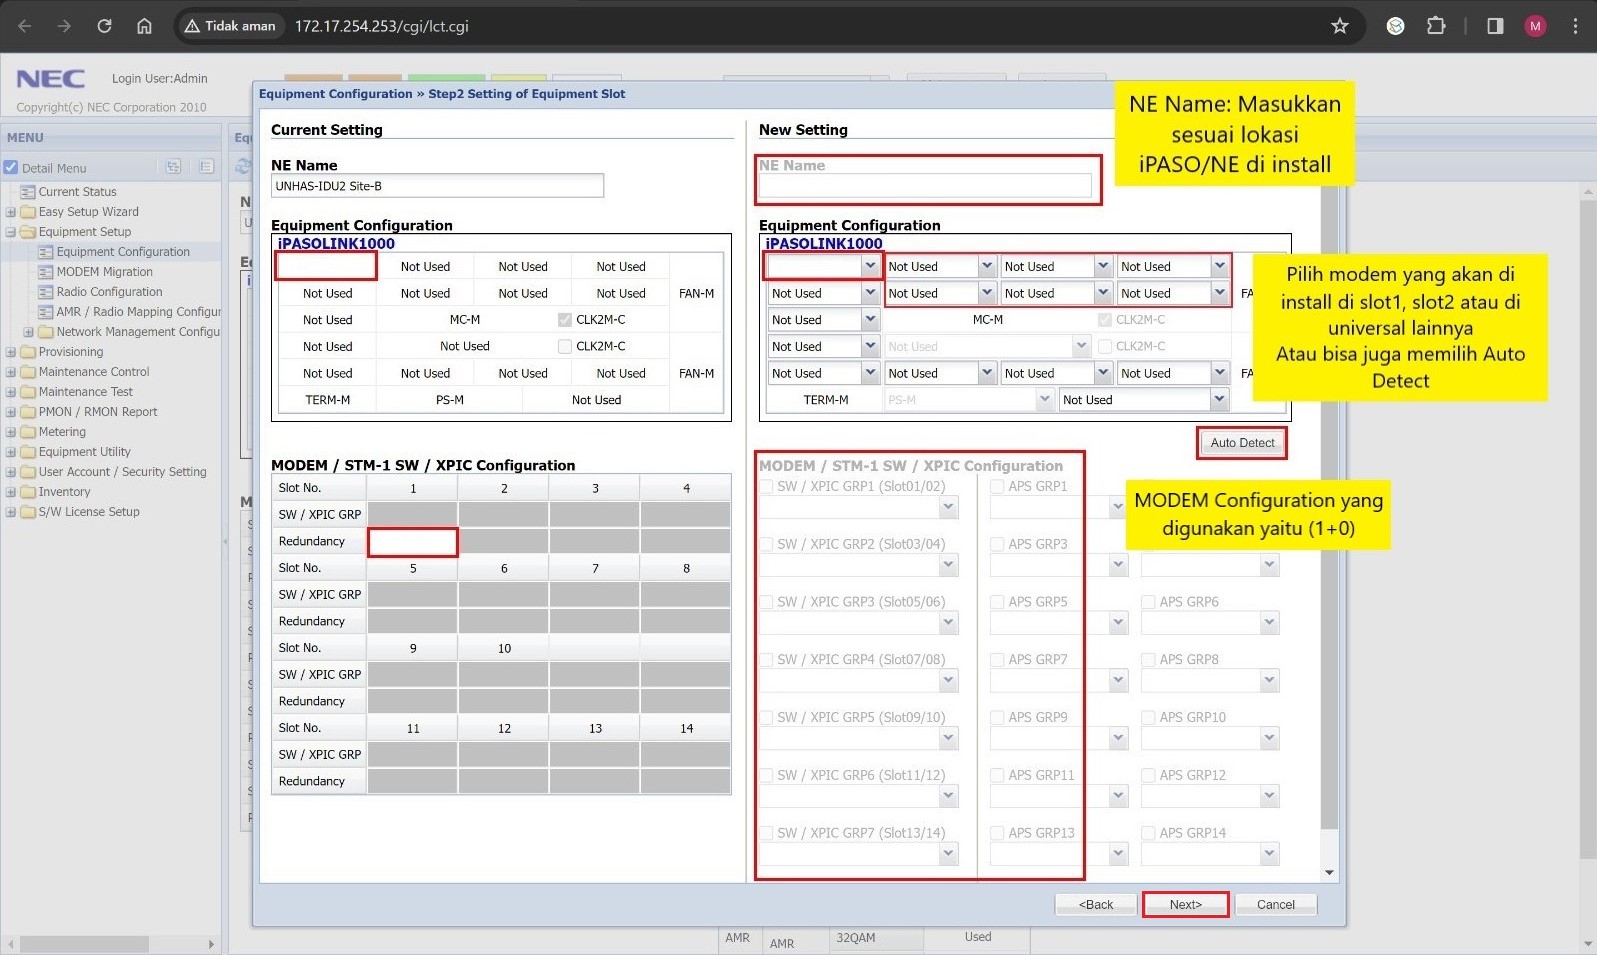 Tidak aman
172.17.254.253/cgi/lct.cgi
M
NEC
Login User:Admin
Copyright(c) NEC Corporation 2010
MENU
Detail Menu
Current Status
Easy Setup Wizard
Equipment Setup
Equipment Configuration
MODEM Migration
Radio Configuration
AMR / Radio Mapping Configur
Network Management Configu
Provisioning
Maintenance Control
Maintenance Test
PMON / RMON Report
Metering
Equipment Utility
User Account / Security Setting
Inventory
S/W License Setup
Equipment Configuration » Step2 Setting of Equipment Slot
Current Setting
NE Name
UNHAS-IDU2 Site-B
Equipment Configuration
iPASOLINK1000
Not Used Not Used Not Used
Not Used Not Used Not Used Not Used FAN-M
Not Used MC-M CLK2M-C
Not Used Not Used CLK2M-C
Not Used Not Used Not Used Not Used FAN-M
TERM-M PS-M Not Used
MODEM / STM-1 SW / XPIC Configuration
Slot No. 1 2 3 4
SW / XPIC GRP
Redundancy
Slot No. 5 6 7 8
SW / XPIC GRP
Redundancy
Slot No. 9 10
SW / XPIC GRP
Redundancy
Slot No. 11 12 13 14
SW / XPIC GRP
Redundancy
New Setting
NE Name
NE Name: Masukkan
sesuai lokasi
iPASO/NE di install
Equipment Configuration
iPASOLINK1000
Not Used Not Used Not Used
Not Used Not Used Not Used Not Used FA
Not Used MC-M CLK2M-C
Not Used Not Used CLK2M-C
Not Used Not Used Not Used Not Used FA
TERM-M PS-M Not Used
Pilih modem yang akan di
install di slot1, slot2 atau di
universal lainnya
Atau bisa juga memilih Auto
Detect
Auto Detect
MODEM / STM-1 SW / XPIC Configuration
SW / XPIC GRP1 (Slot01/02) APS GRP1
MODEM Configuration yang
digunakan yaitu (1+0)
SW / XPIC GRP2 (Slot03/04) APS GRP3
SW / XPIC GRP3 (Slot05/06) APS GRP5 APS GRP6
SW / XPIC GRP4 (Slot07/08) APS GRP7 APS GRP8
SW / XPIC GRP5 (Slot09/10) APS GRP9 APS GRP10
SW / XPIC GRP6 (Slot11/12) APS GRP11 APS GRP12
SW / XPIC GRP7 (Slot13/14) APS GRP13 APS GRP14
<Back Next> Cancel
AMR AMR 32QAM Used